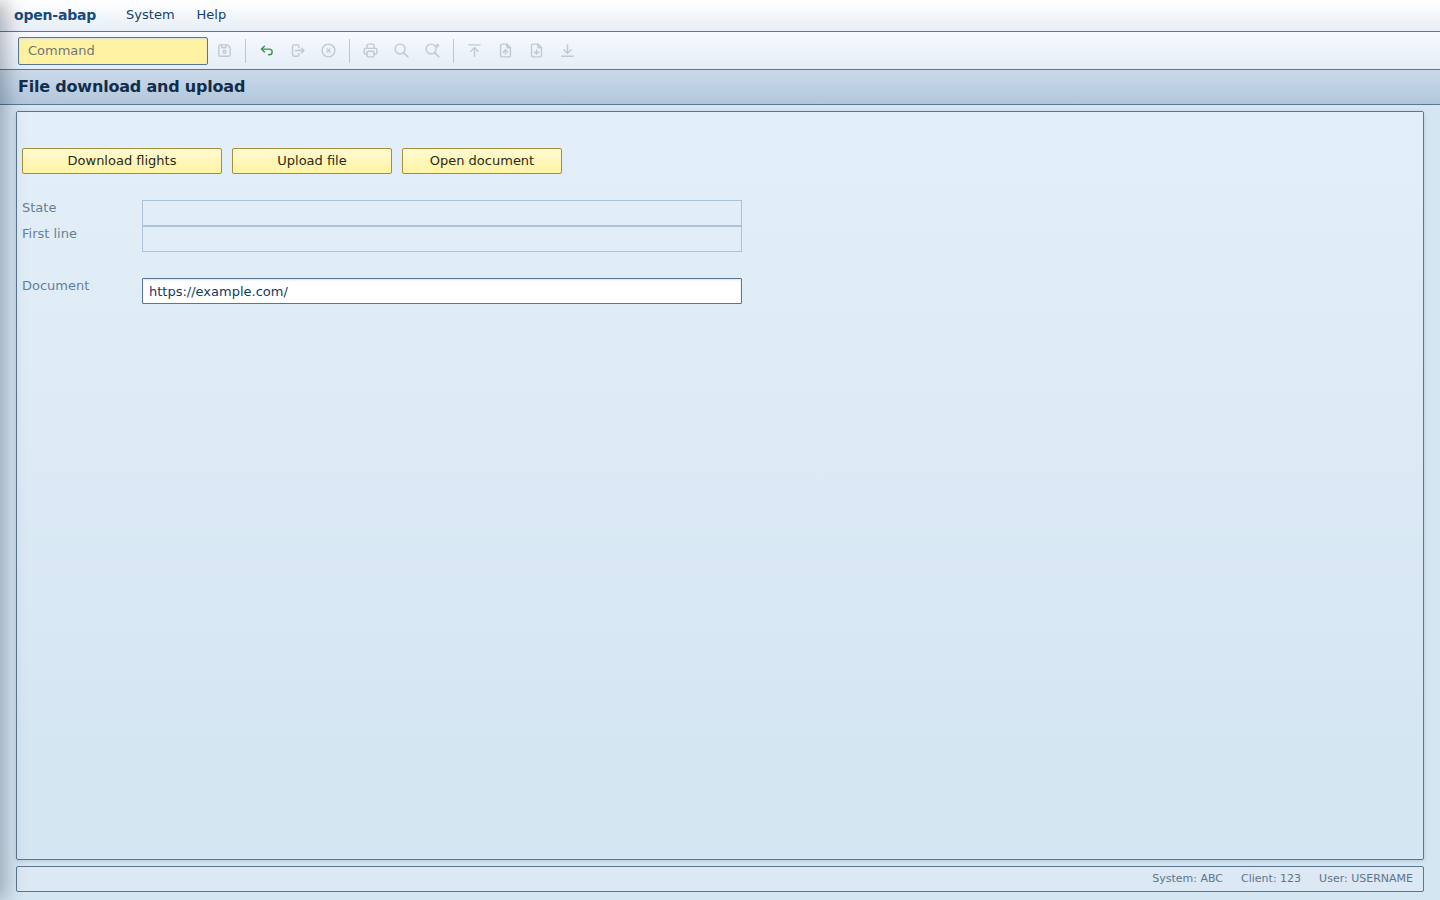 open-abap System Help
Command
File download and upload
Download flights Upload file Open document
State
First line
Document https://example.com/
System: ABC Client: 123 User: USERNAME